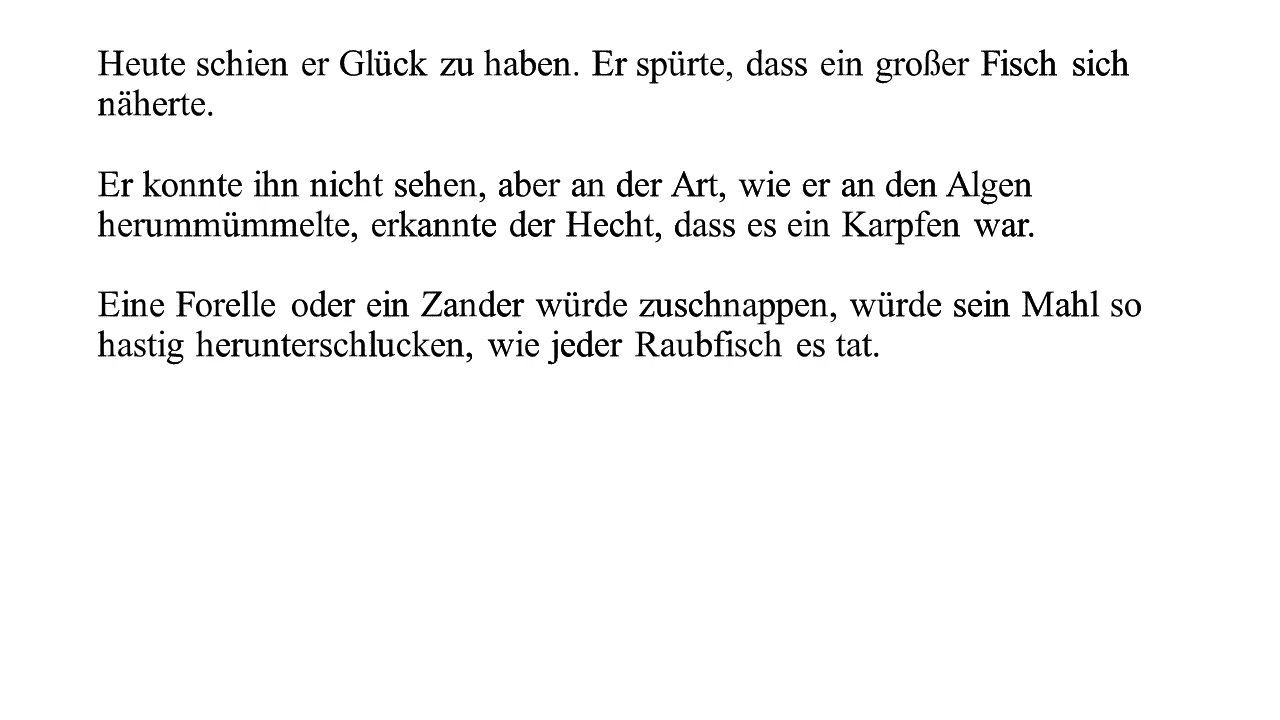 Heute schien er Glück zu haben. Er spürte, dass ein großer Fisch sich
näherte.
Er konnte ihn nicht sehen, aber an der Art, wie er an den Algen
herummümmelte, erkannte der Hecht, dass es ein Karpfen war.
Eine Forelle oder ein Zander würde zuschnappen, würde sein Mahl so
hastig herunterschlucken, wie jeder Raubfisch es tat.